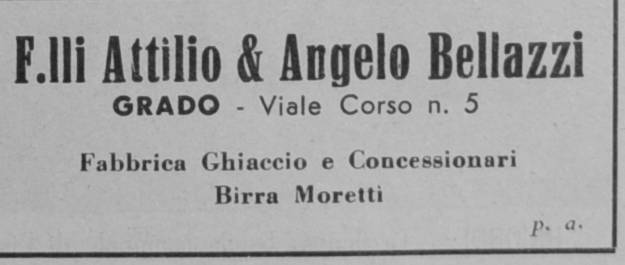 F.lli Attilio & Angelo Bellazzi
GRADO - Viale Corso n. 5
Fabbrica Ghiaccio e Concessionari
Birra Moretti
p. a.